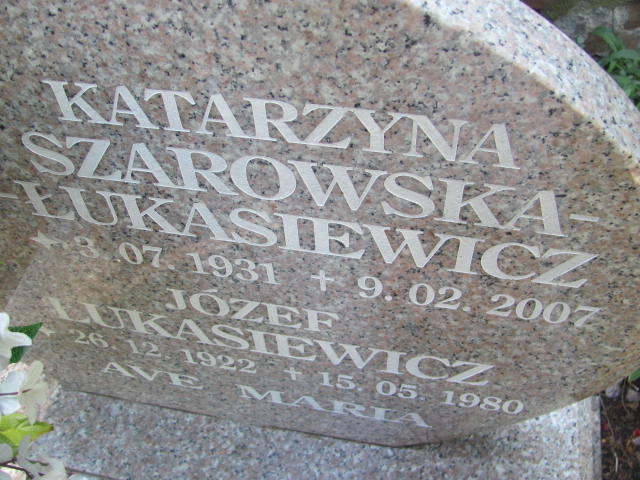 KATARZYNA
SZAROWSKA-
-ŁUKASIEWICZ
★ 3. 07. 1931 + 9. 02. 2007
JÓZEF
ŁUKASIEWICZ
★ 26. 12. 1922 + 15. 05. 1980
AVE MARIA